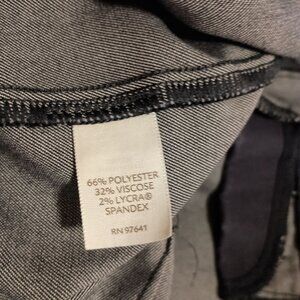 66% POLYESTER
32% VISCOSE
2% LYCRA®
SPANDEX
RN 97641